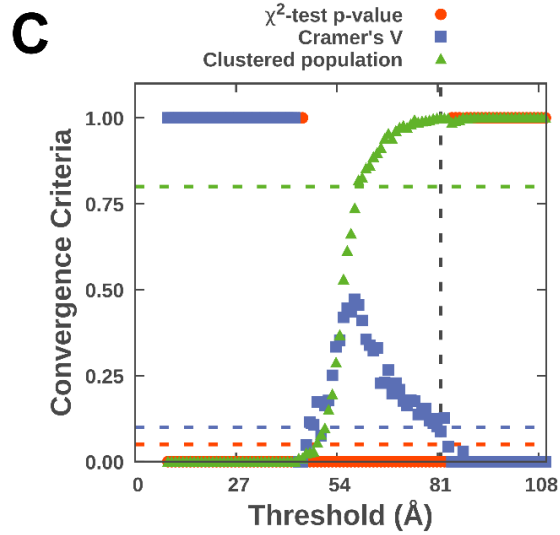 C
χ²-test p-value
Cramer's V
Clustered population
Convergence Criteria
1.00
0.75
0.50
0.25
0.00
0 27 54 81 108
Threshold (Å)